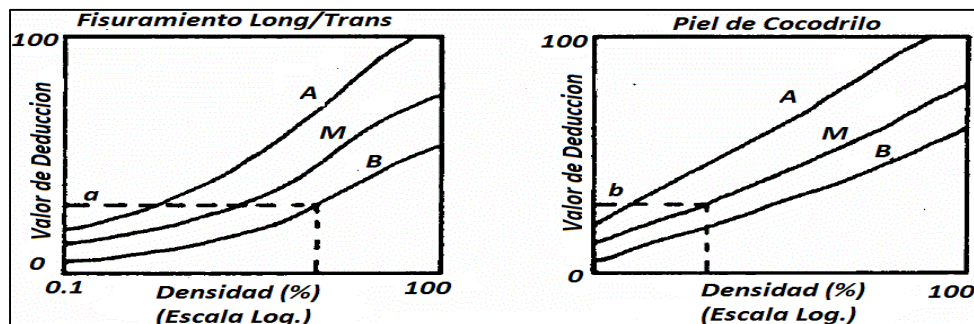 Fisuramiento Long/Trans
100
Valor de Deduccion
A
M
B
a
0
0.1
Densidad (%)
100
(Escala Log.)
Piel de Cocodrilo
100
Valor de Deducción
A
M
B
b
0
Densidad (%)
100
(Escala Log.)